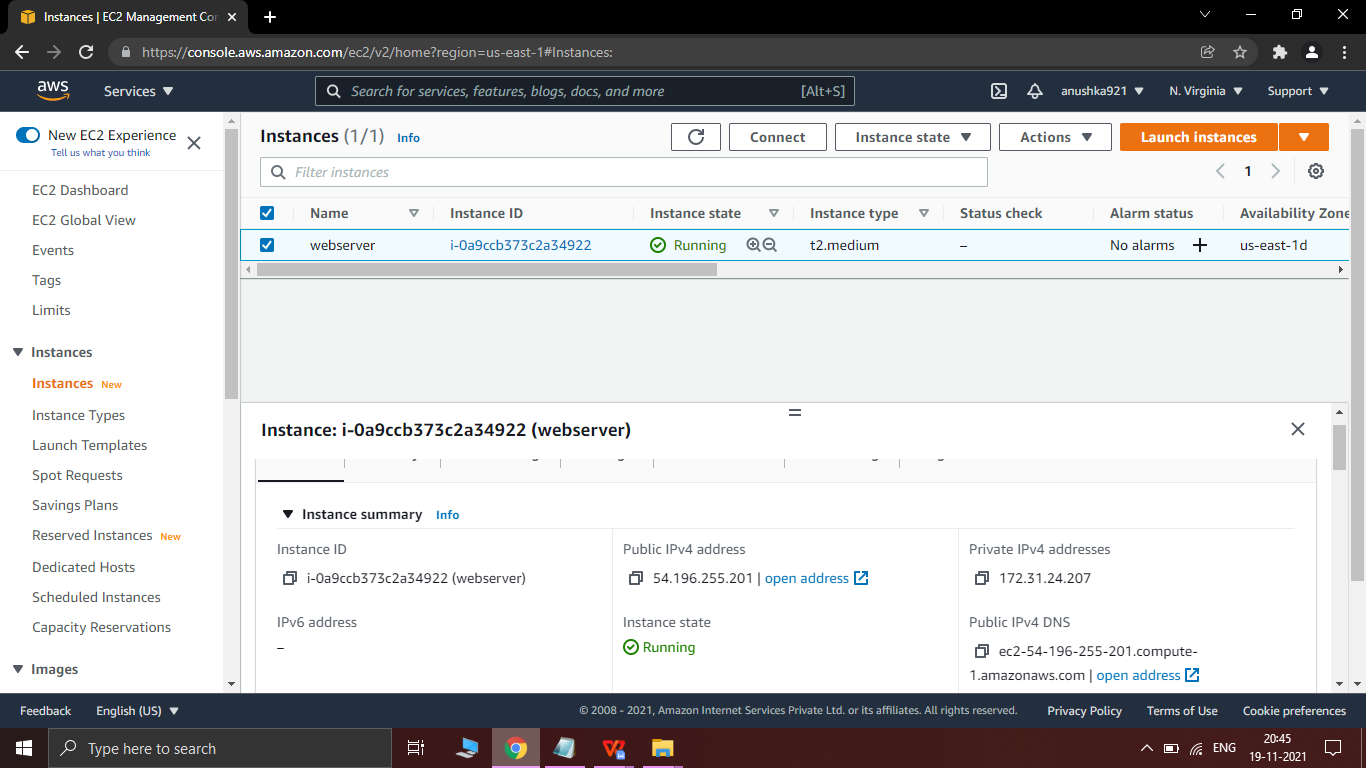 Instances | EC2 Management Con
https://console.aws.amazon.com/ec2/v2/home?region=us-east-1#Instances:
aws Services Search for services, features, blogs, docs, and more [Alt+S] anushka921 N. Virginia Support
New EC2 Experience
Tell us what you think
EC2 Dashboard
EC2 Global View
Events
Tags
Limits
Instances
Instances New
Instance Types
Launch Templates
Spot Requests
Savings Plans
Reserved Instances New
Dedicated Hosts
Scheduled Instances
Capacity Reservations
Images
Instances (1/1) Info Connect Instance state Actions Launch instances
Filter instances 1
Name Instance ID Instance state Instance type Status check Alarm status Availability Zone
webserver i-0a9ccb373c2a34922 Running t2.medium – No alarms + us-east-1d
Instance: i-0a9ccb373c2a34922 (webserver)
Instance summary Info
Instance ID Public IPv4 address Private IPv4 addresses
i-0a9ccb373c2a34922 (webserver) 54.196.255.201 | open address 172.31.24.207
IPv6 address Instance state Public IPv4 DNS
– Running ec2-54-196-255-201.compute-
1.amazonaws.com | open address
Feedback English (US) © 2008 - 2021, Amazon Internet Services Private Ltd. or its affiliates. All rights reserved. Privacy Policy Terms of Use Cookie preferences
Type here to search ENG 20:45
19-11-2021